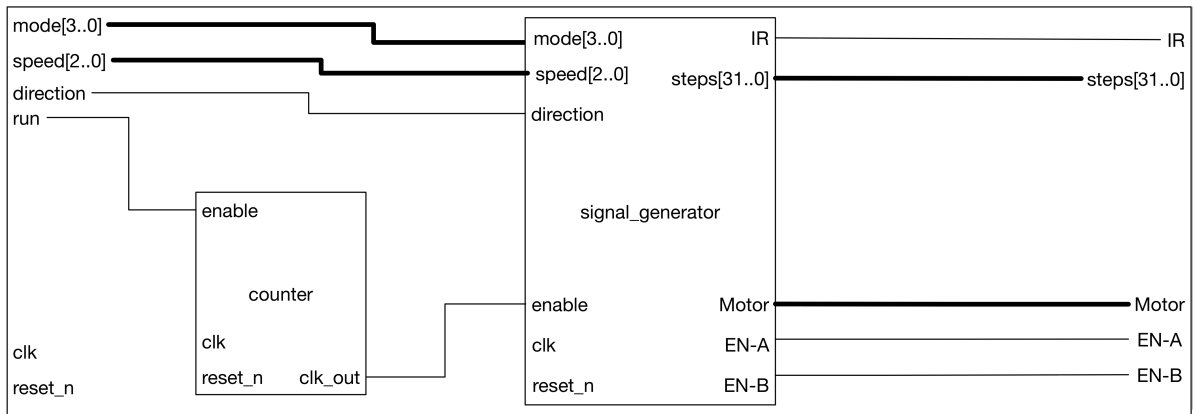 mode[3..0]
speed[2..0]
direction
run
clk
reset_n
enable
counter
clk
reset_n
clk_out
mode[3..0]
speed[2..0]
direction
signal_generator
enable
clk
reset_n
IR
steps[31..0]
Motor
EN-A
EN-B
IR
steps[31..0]
Motor
EN-A
EN-B